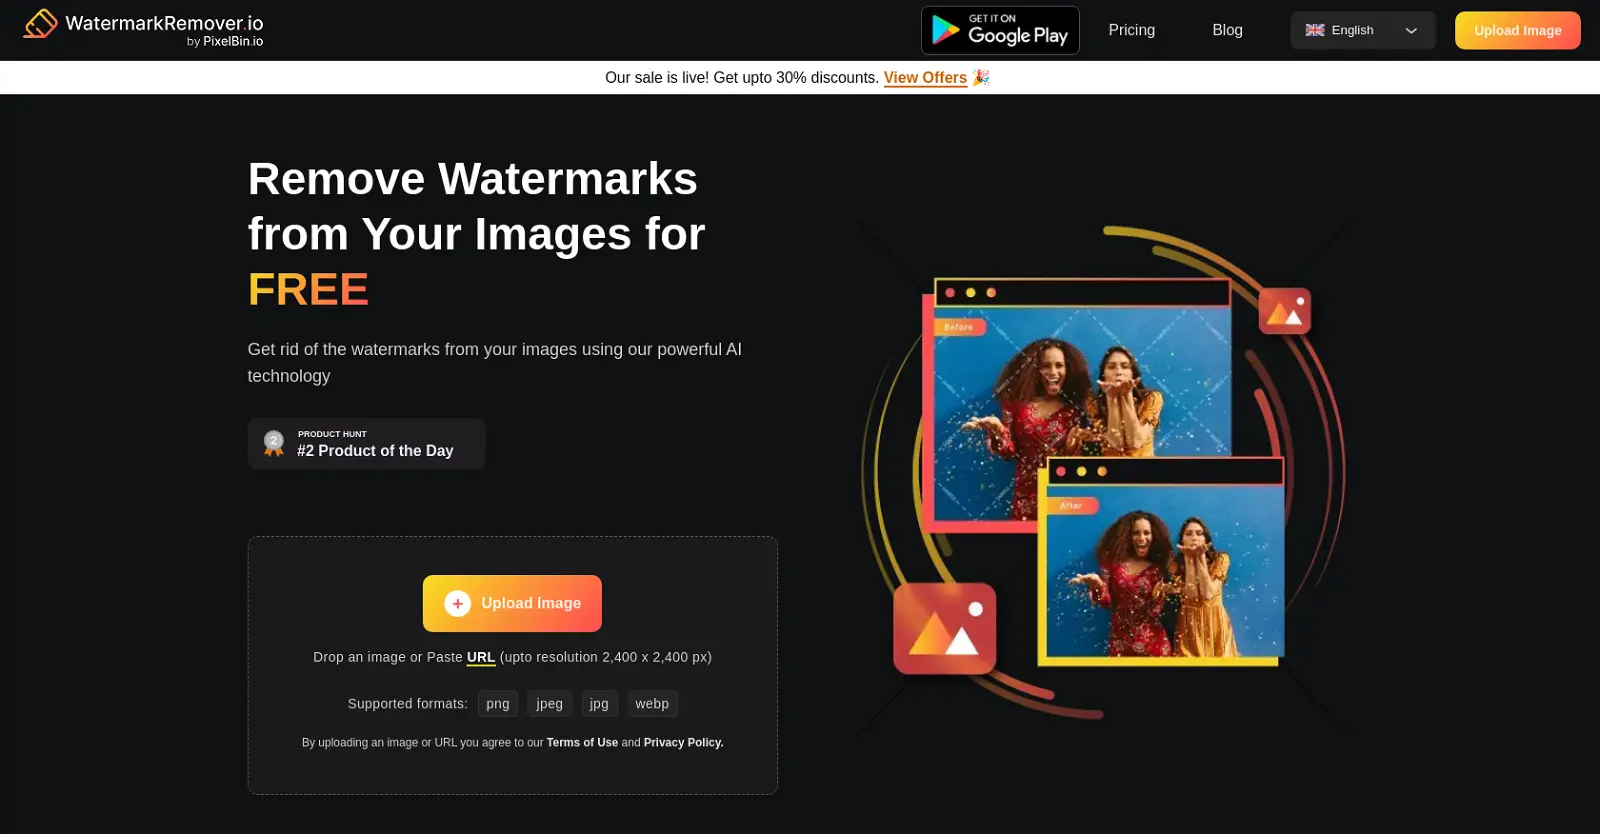 WatermarkRemover.io
by PixelBin.io
GET IT ON
Google Play
Pricing
Blog
English
Upload Image
Our sale is live! Get upto 30% discounts. View Offers 🎉
Remove Watermarks
from Your Images for
FREE
Get rid of the watermarks from your images using our powerful AI
technology
2
PRODUCT HUNT
#2 Product of the Day
Before
After
Upload Image
Drop an image or Paste URL (upto resolution 2,400 x 2,400 px)
Supported formats: png jpeg jpg webp
By uploading an image or URL you agree to our Terms of Use and Privacy Policy.